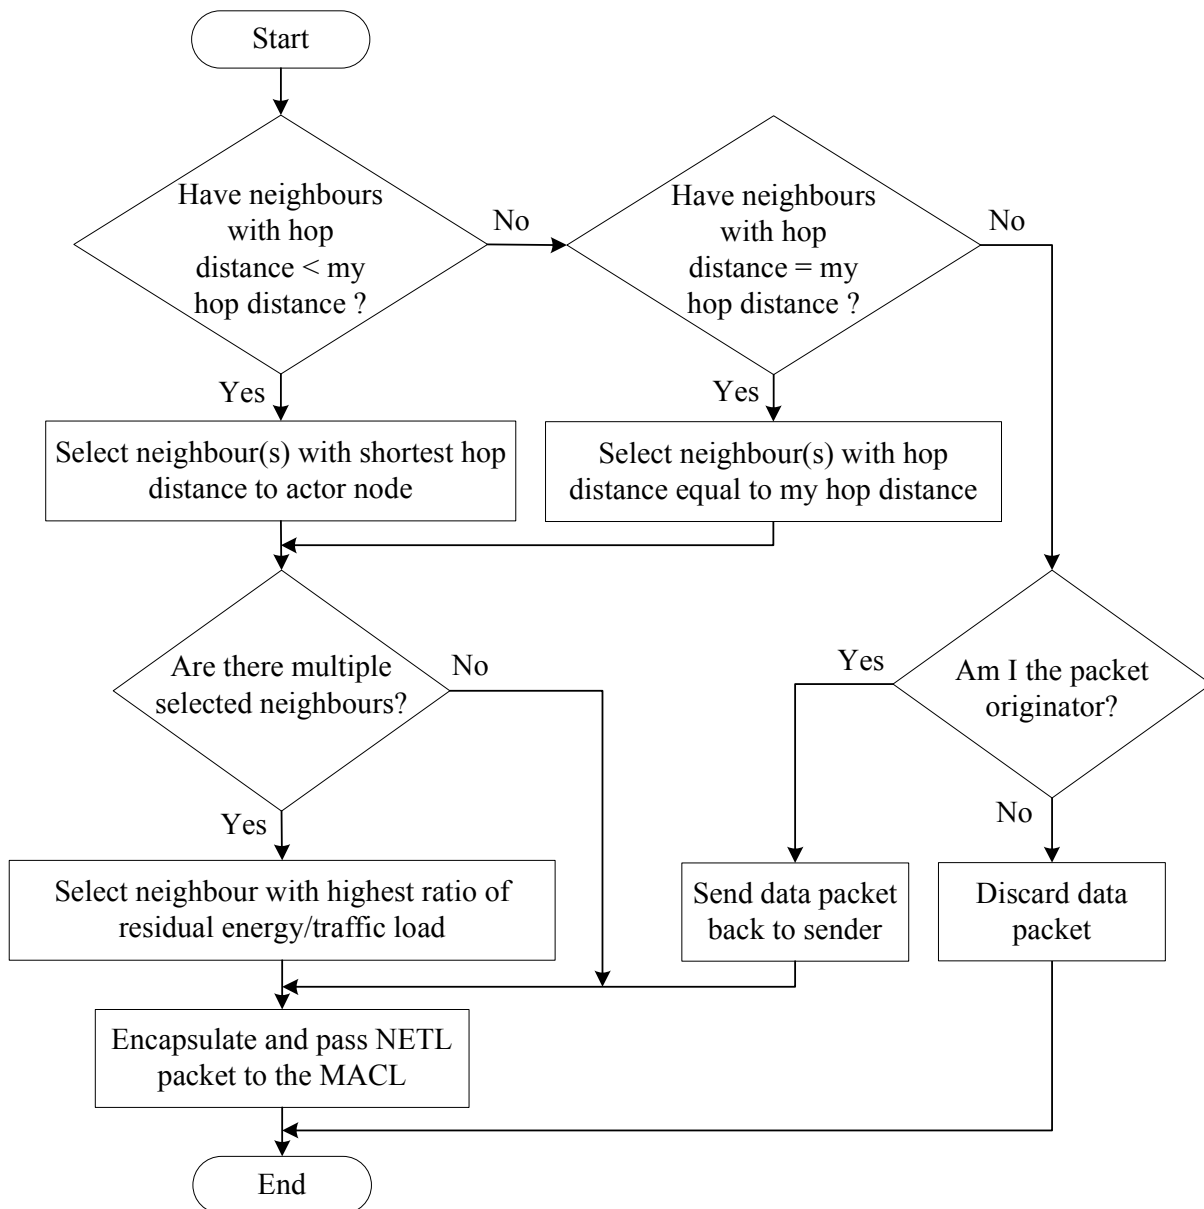 Start
Have neighbours
with hop
distance < my
hop distance ?
No
Have neighbours
with hop
distance = my
hop distance ?
No
Yes
Yes
Select neighbour(s) with shortest hop
distance to actor node
Select neighbour(s) with hop
distance equal to my hop distance
Are there multiple
selected neighbours?
No
Yes
Am I the packet
originator?
Yes
No
Select neighbour with highest ratio of
residual energy/traffic load
Send data packet
back to sender
Discard data
packet
Encapsulate and pass NETL
packet to the MACL
End